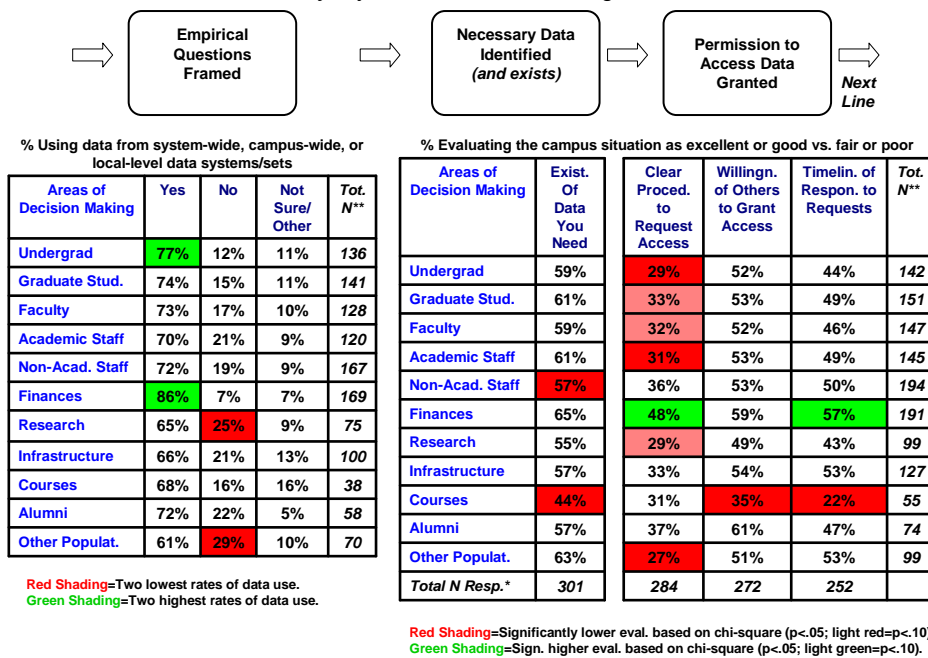 Empirical
Questions
Framed
Necessary Data
Identified
(and exists)
Permission to
Access Data
Granted
Next
Line
% Using data from system-wide, campus-wide, or
local-level data systems/sets
Areas of Decision Making Yes No Not Sure/ Other Tot. N**
Undergrad 77% 12% 11% 136
Graduate Stud. 74% 15% 11% 141
Faculty 73% 17% 10% 128
Academic Staff 70% 21% 9% 120
Non-Acad. Staff 72% 19% 9% 167
Finances 86% 7% 7% 169
Research 65% 25% 9% 75
Infrastructure 66% 21% 13% 100
Courses 68% 16% 16% 38
Alumni 72% 22% 5% 58
Other Populat. 61% 29% 10% 70
Red Shading=Two lowest rates of data use.
Green Shading=Two highest rates of data use.
% Evaluating the campus situation as excellent or good vs. fair or poor
Areas of Decision Making Exist. Of Data You Need Clear Proced. to Request Access Willingn. of Others to Grant Access Timelin. of Respon. to Requests Tot. N**
Undergrad 59% 29% 52% 44% 142
Graduate Stud. 61% 33% 53% 49% 151
Faculty 59% 32% 52% 46% 147
Academic Staff 61% 31% 53% 49% 145
Non-Acad. Staff 57% 36% 53% 50% 194
Finances 65% 48% 59% 57% 191
Research 55% 29% 49% 43% 99
Infrastructure 57% 33% 54% 53% 127
Courses 44% 31% 35% 22% 55
Alumni 57% 37% 61% 47% 74
Other Populat. 63% 27% 51% 53% 99
Total N Resp.* 301 284 272 252
Red Shading=Significantly lower eval. based on chi-square (p<.05; light red=p<.10)
Green Shading=Sign. higher eval. based on chi-square (p<.05; light green=p<.10).